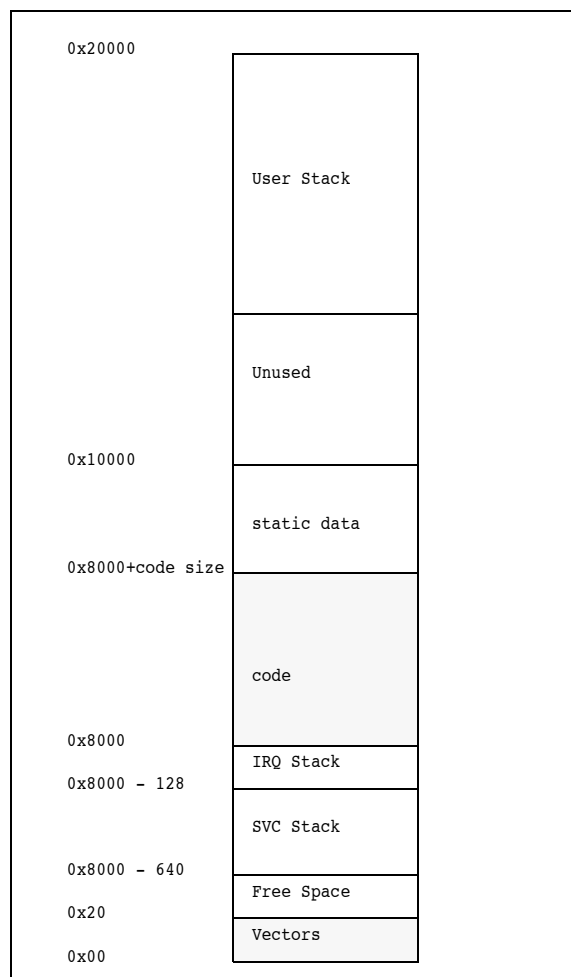 0x20000
User Stack
Unused
0x10000
static data
0x8000+code size
code
0x8000
IRQ Stack
0x8000 - 128
SVC Stack
0x8000 - 640
Free Space
0x20
Vectors
0x00